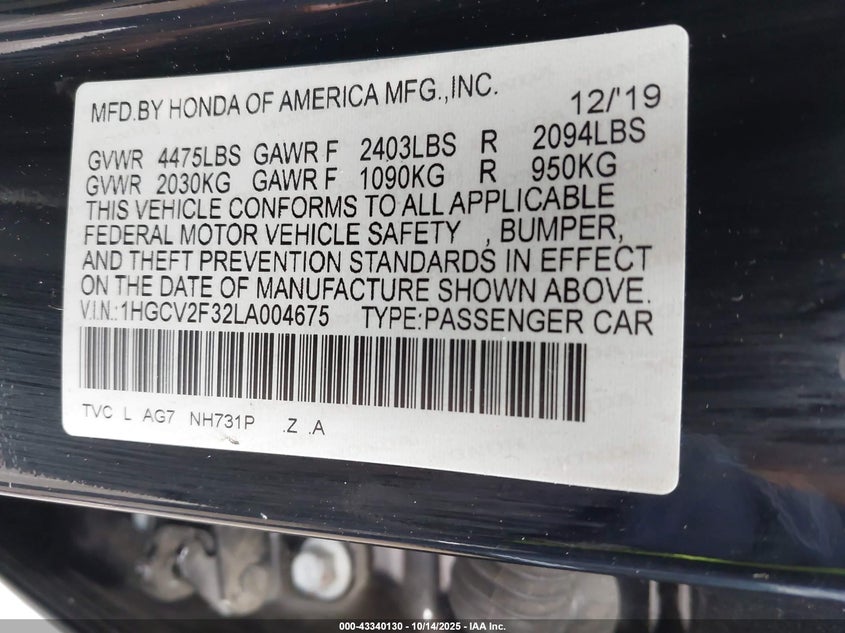 MFD.BY HONDA OF AMERICA MFG.,INC. 12/'19
GVWR 4475LBS GAWR F 2403LBS R 2094LBS
GVWR 2030KG GAWR F 1090KG R 950KG
THIS VEHICLE CONFORMS TO ALL APPLICABLE
FEDERAL MOTOR VEHICLE SAFETY , BUMPER,
AND THEFT PREVENTION STANDARDS IN EFFECT
ON THE DATE OF MANUFACTURE SHOWN ABOVE.
V.I.N.:1HGCV2F32LA004675 TYPE:PASSENGER CAR
TVC L AG7 NH731P .Z .A
000-43340130 - 10/14/2025 - IAA Inc.